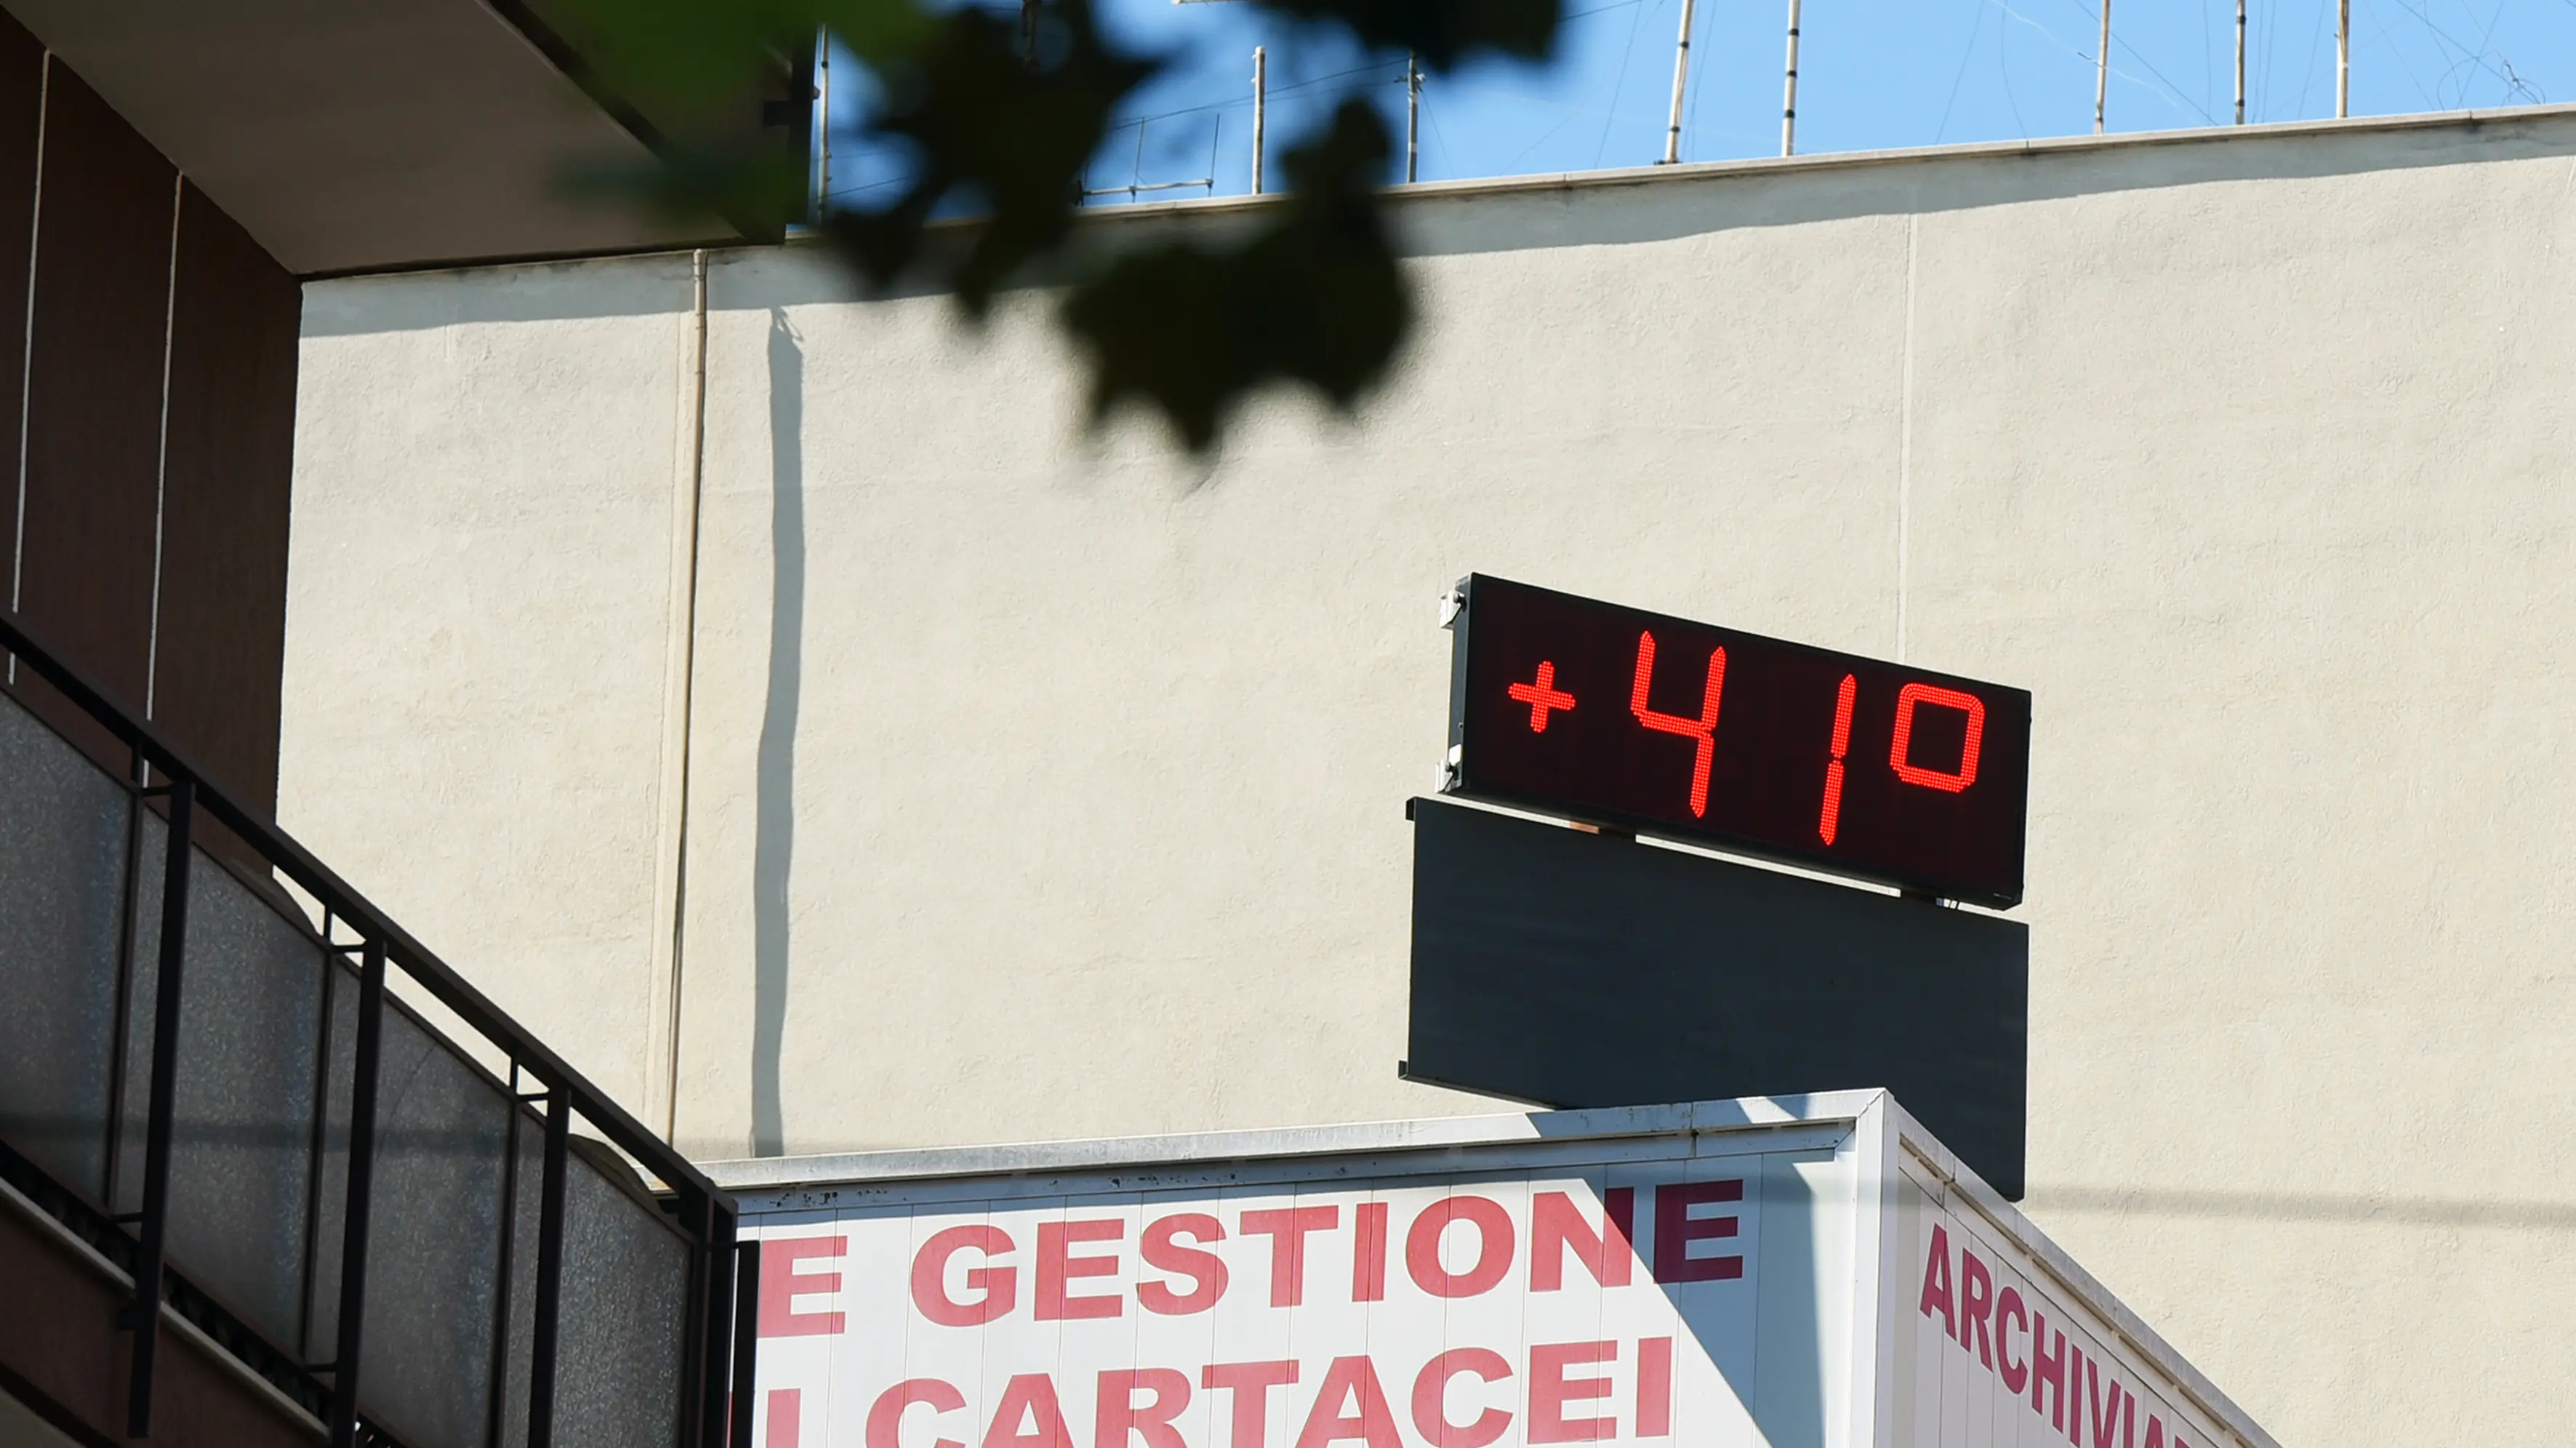 +41°
E GESTIONE
I CARTACEI
ARCHIVIA